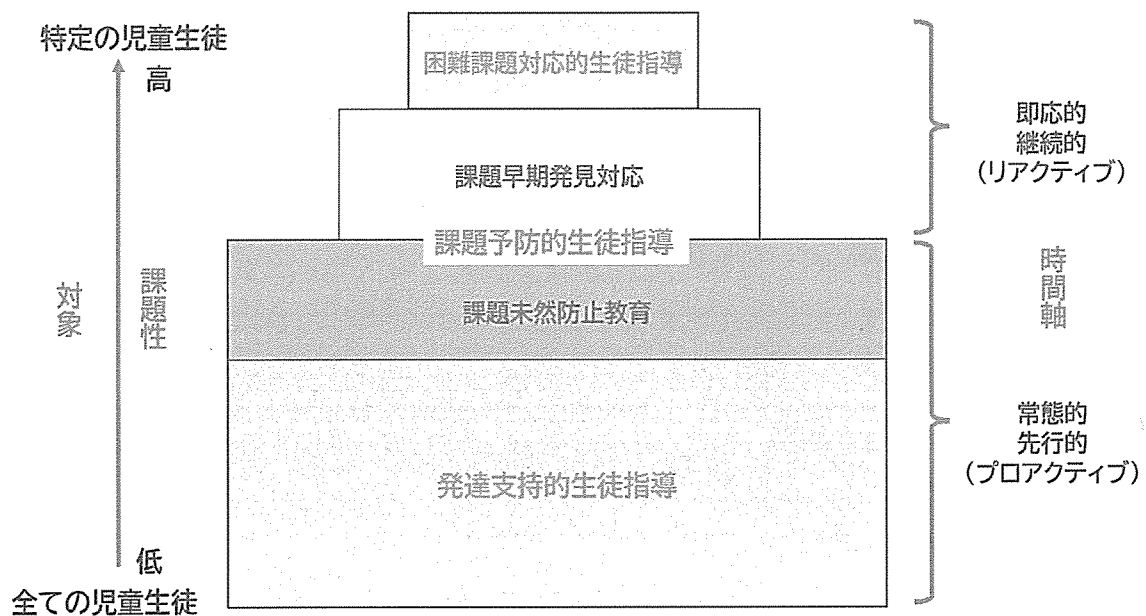 特定の児童生徒
高
対象
課題性
低
全ての児童生徒
困難課題対応的生徒指導
課題早期発見対応
課題予防的生徒指導
課題未然防止教育
発達支持的生徒指導
即応的
継続的
(リアクティブ)
時間軸
常態的
先行的
(プロアクティブ)